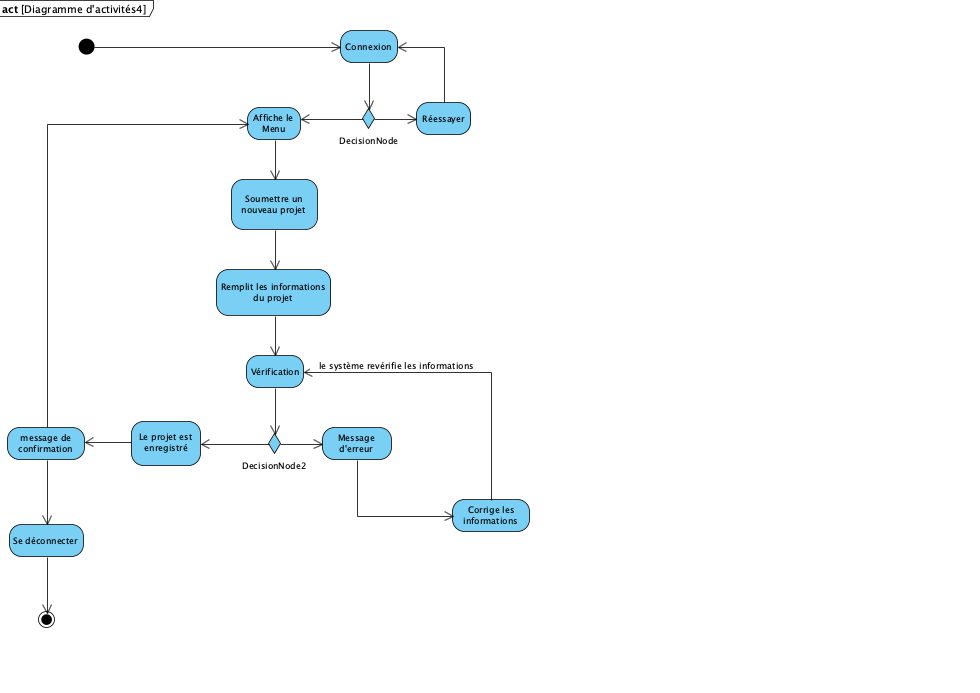 act [Diagramme d'activités4]
Connexion
Affiche le
Menu
Réessayer
DecisionNode
Soumettre un
nouveau projet
Remplit les informations
du projet
le système revérifie les informations
Vérification
message de
confirmation
Le projet est
enregistré
Message
d'erreur
DecisionNode2
Corrige les
informations
Se déconnecter